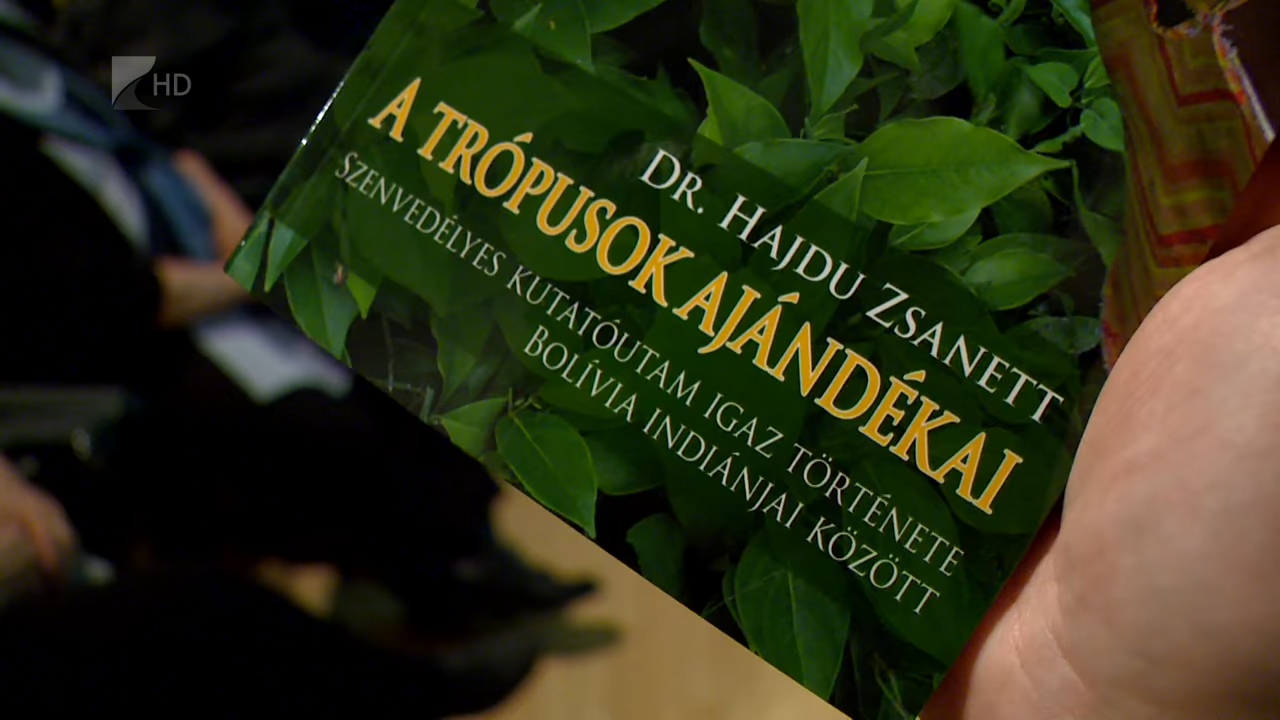 HD
DR. HAJDU ZSANETT
A TRÓPUSOK AJÁNDÉKAI
SZENVEDÉLYES KUTATÓUTAM IGAZ TÖRTÉNETE
BOLÍVIA INDIÁNJAI KÖZÖTT